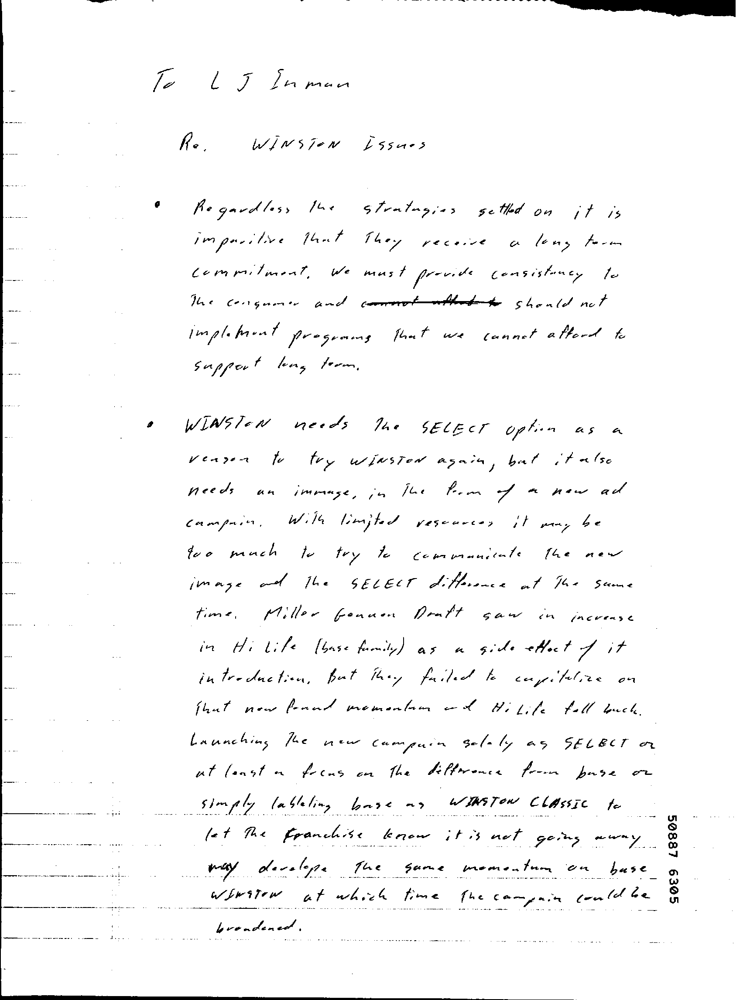 To L J Inman
Re. WINSTON Issues
• Regardless the stratagies settled on it is
imparitive that they receive a long term
commitment. We must provide consistancy to
the consumer and cannot afford to should not
implement programs that we cannot afford to
support long term.
• WINSTON needs the SELECT option as a
reason to try WINSTON again, but it also
needs an immage, in the form of a new ad
campain. With limited resources it may be
too much to try to communicate the new
image and the SELECT difference at the same
time. Miller Genuen Draft saw in increase
in Hi Life (base family) as a side effect of it
introduction. But they failed to capitalize on
that new found momentum and Hi Life fell back.
Launching the new campain solely as SELECT or
at least a focus on the difference from base or
simply lableling base as WINSTON CLASSIC to
let the franchise know it is not going away
may develope the same momentum on base
WINSTON at which time the campain could be
broadened.
50887 6305